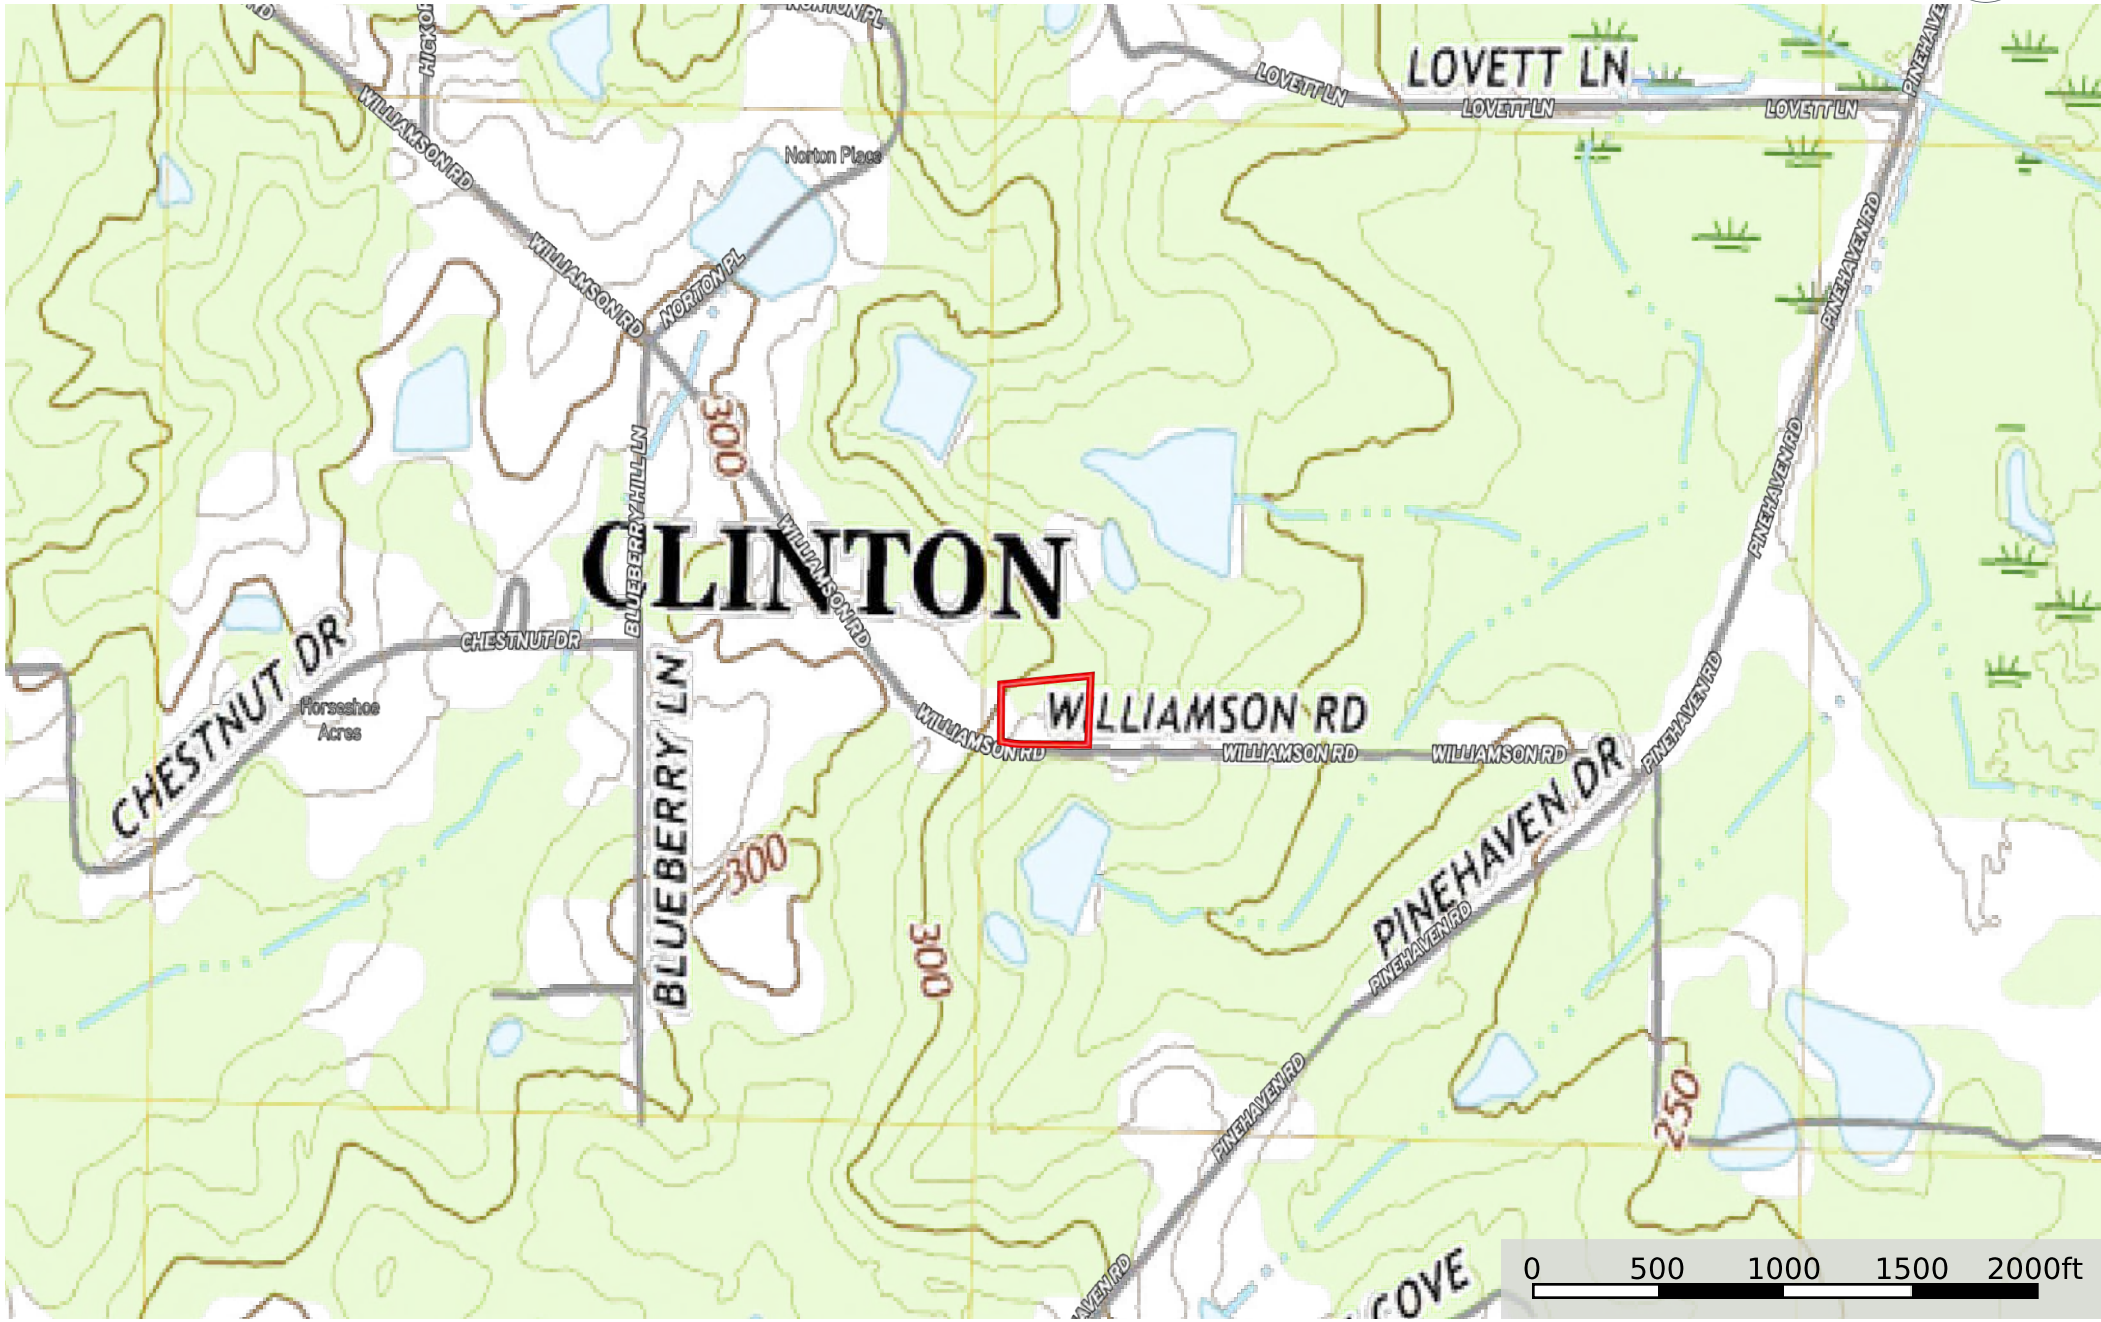 RD
NORTON PL
LOVETT LN
LOVETT LN
LOVETT LN
LOVETT LN
WILLIAMSON RD
Norton Place
PINEHAVEN RD
WILLIAMSON RD
NORTON PL
300
PINEHAVEN RD
BLUEBERRY HILL LN
CLINTON
WILLIAMSON RD
CHESTNUT DR
CHESTNUT DR
Horseshoe
Acres
BLUEBERRY LN
WILLIAMSON RD
WILLIAMSON RD
WILLIAMSON RD
WILLIAMSON RD
PINEHAVEN RD
PINEHAVEN DR
PINEHAVEN RD
300
300
PINEHAVEN RD
250
COVE
0 500 1000 1500 2000ft